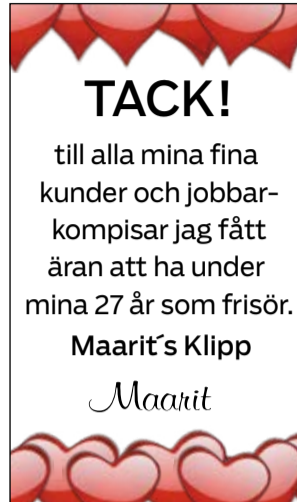 TACK!
till alla mina fina
kunder och jobbar-
kompisar jag fått
äran att ha under
mina 27 år som frisör.
Maarit´s Klipp
Maarit